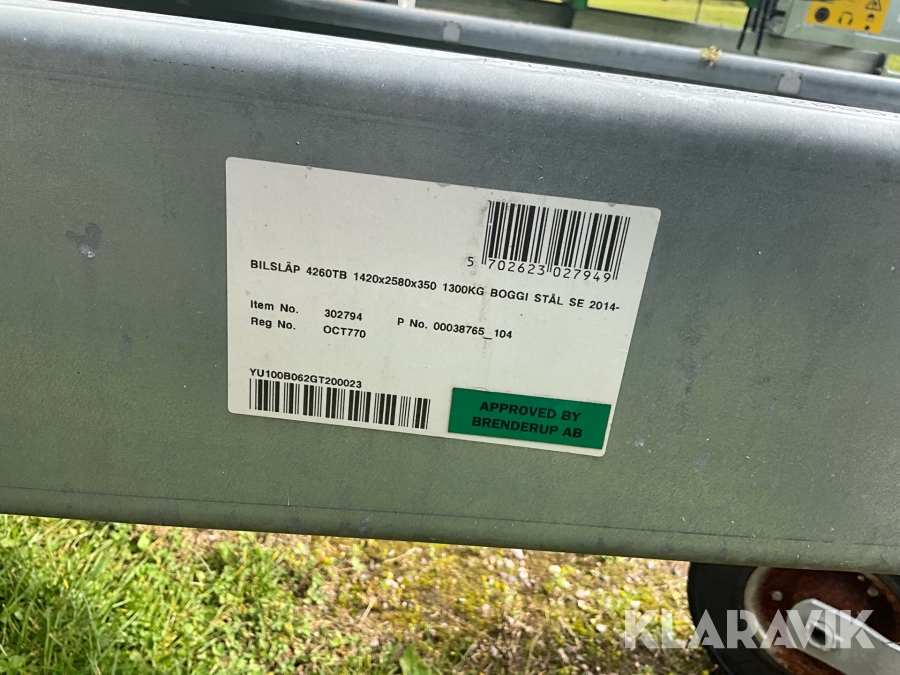 5 702623 027949
BILSLÄP 4260TB 1420x2580x350 1300KG BOGGI STÅL SE 2014-
Item No. 302794 P No. 00038765_104
Reg No. OCT770
YU100B062GT200023
APPROVED BY
BRENDERUP AB
KLARAVIK